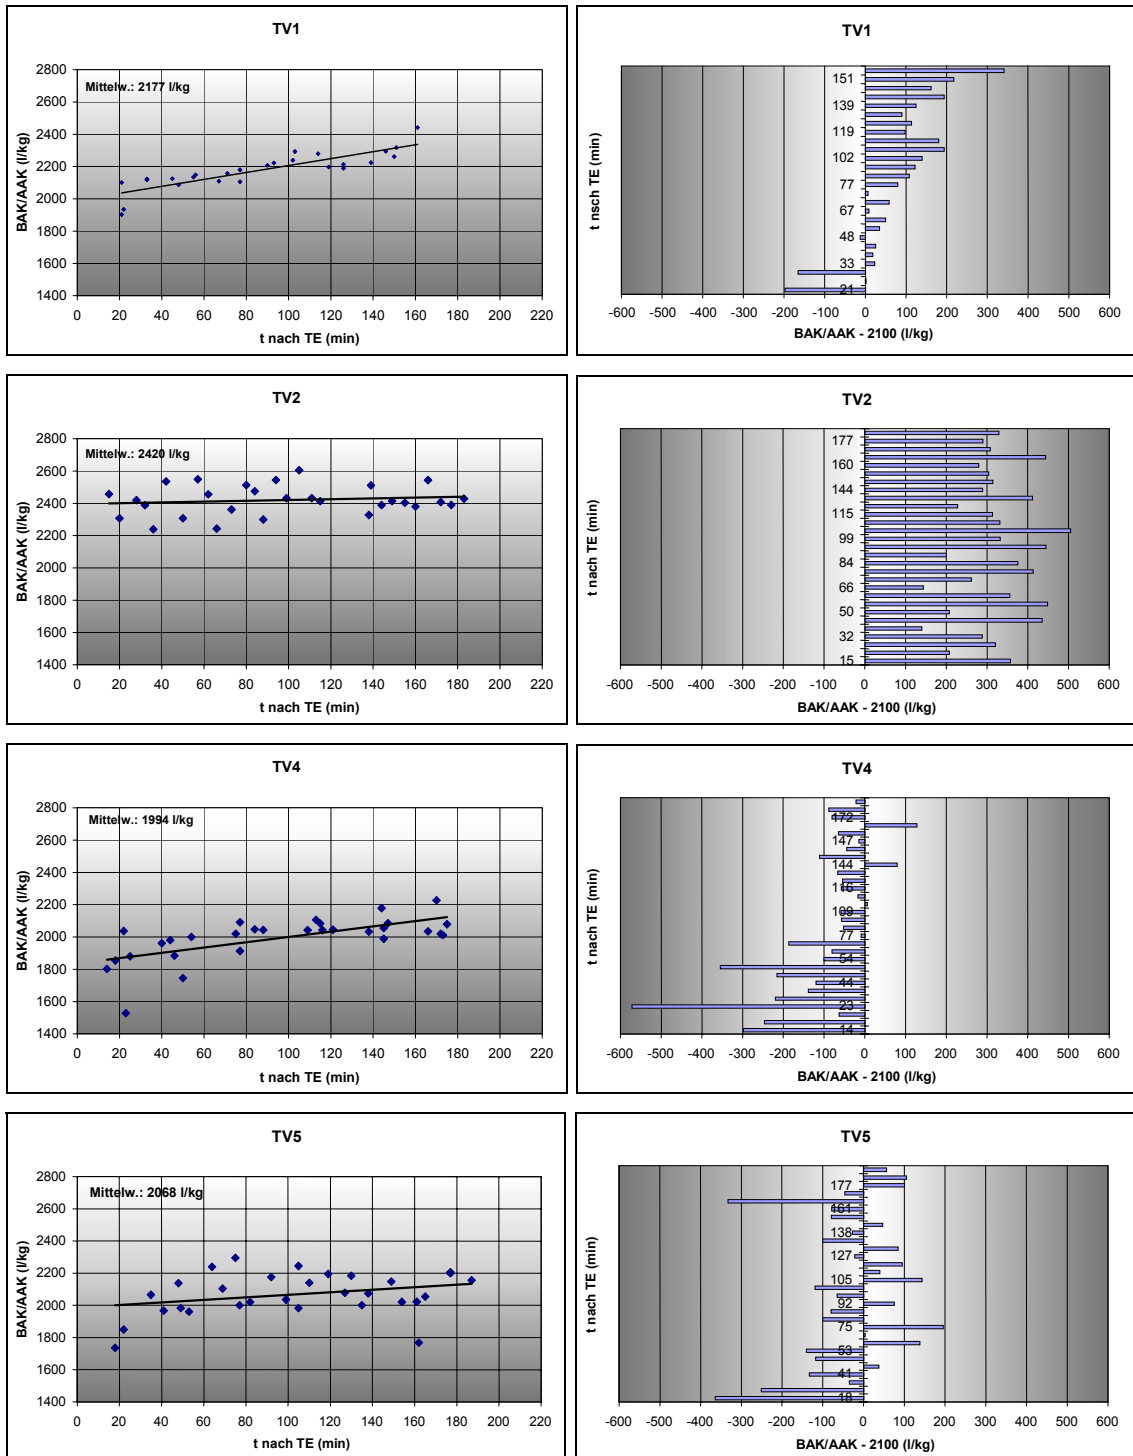 TV1
2800
2600
2400
2200
2000
1800
1600
1400
Mittelw.: 2177 l/kg
BAK/AAK (l/kg)
0 20 40 60 80 100 120 140 160 180 200 220
t nach TE (min)
TV1
t nsch TE (min)
151
139
119
102
77
67
48
33
21
-600 -500 -400 -300 -200 -100 0 100 200 300 400 500 600
BAK/AAK - 2100 (l/kg)
TV2
2800
2600
2400
2200
2000
1800
1600
1400
Mittelw.: 2420 l/kg
BAK/AAK (l/kg)
0 20 40 60 80 100 120 140 160 180 200 220
t nach TE (min)
TV2
t nach TE (min)
177
160
144
115
99
84
66
50
32
15
-600 -500 -400 -300 -200 -100 0 100 200 300 400 500 600
BAK/AAK - 2100 (l/kg)
TV4
2800
2600
2400
2200
2000
1800
1600
1400
Mittelw.: 1994 l/kg
BAK/AAK (l/kg)
0 20 40 60 80 100 120 140 160 180 200 220
t nach TE (min)
TV4
t nach TE (min)
172
147
144
116
109
77
54
44
23
14
-600 -500 -400 -300 -200 -100 0 100 200 300 400 500 600
BAK/AAK - 2100 (l/kg)
TV5
2800
2600
2400
2200
2000
1800
1600
1400
Mittelw.: 2068 l/kg
BAK/AAK (l/kg)
0 20 40 60 80 100 120 140 160 180 200 220
t nach TE (min)
TV5
t nach TE (min)
177
161
138
127
105
92
75
53
41
18
-600 -500 -400 -300 -200 -100 0 100 200 300 400 500 600
BAK/AAK - 2100 (l/kg)